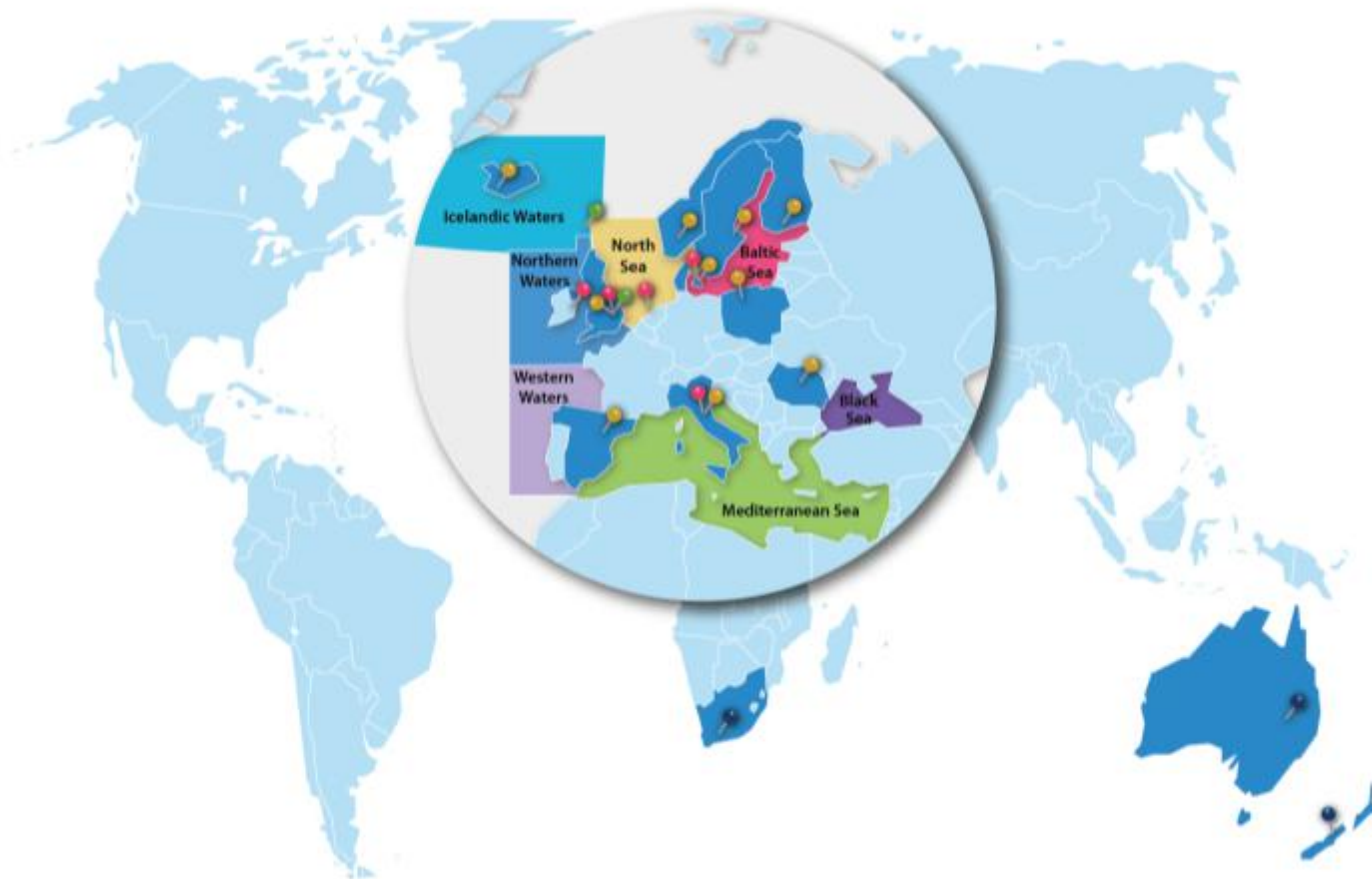 Icelandic Waters
Northern
Waters
North
Sea
Baltic
Sea
Western
Waters
Black
Sea
Mediterranean Sea